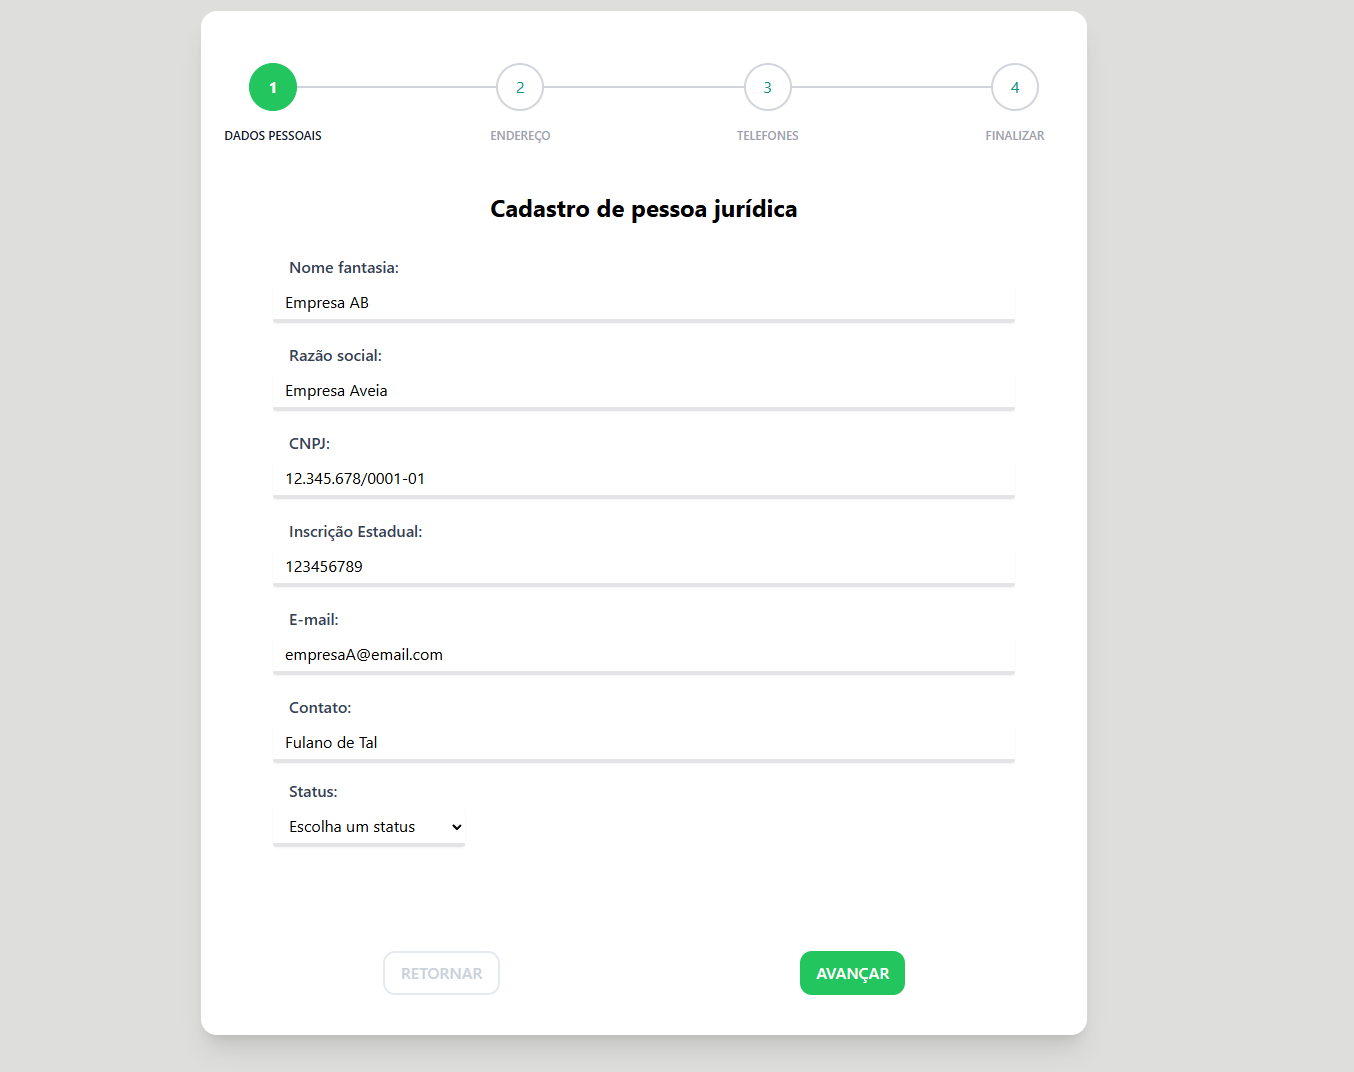 1
2
3
4
DADOS PESSOAIS
ENDEREÇO
TELEFONES
FINALIZAR
Cadastro de pessoa jurídica
Nome fantasia:
Empresa AB
Razão social:
Empresa Aveia
CNPJ:
12.345.678/0001-01
Inscrição Estadual:
123456789
E-mail:
empresaA@email.com
Contato:
Fulano de Tal
Status:
Escolha um status
RETORNAR
AVANÇAR